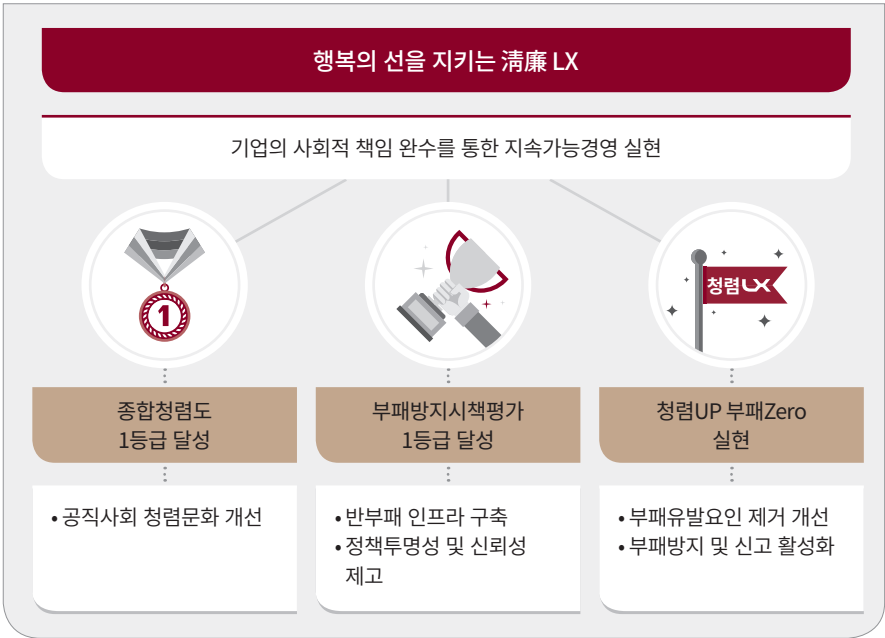 행복의 선을 지키는 淸廉 LX
기업의 사회적 책임 완수를 통한 지속가능경영 실현
1
청렴 LX
종합청렴도
1등급 달성
부패방지시책평가
1등급 달성
청렴UP 부패Zero
실현
• 공직사회 청렴문화 개선
• 반부패 인프라 구축
• 정책투명성 및 신뢰성
제고
• 부패유발요인 제거 개선
• 부패방지 및 신고 활성화